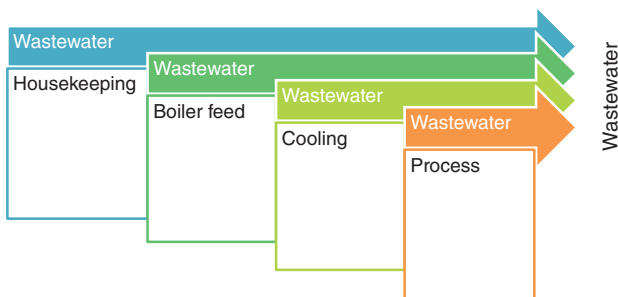 Wastewater
Housekeeping
Wastewater
Boiler feed
Wastewater
Cooling
Wastewater
Process
Wastewater